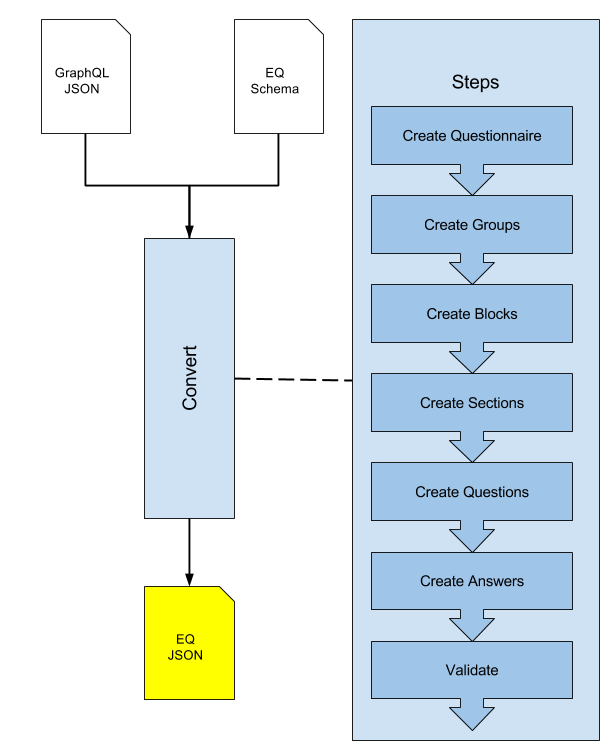 GraphQL
JSON
EQ
Schema
Convert
EQ
JSON
Steps
Create Questionnaire
Create Groups
Create Blocks
Create Sections
Create Questions
Create Answers
Validate